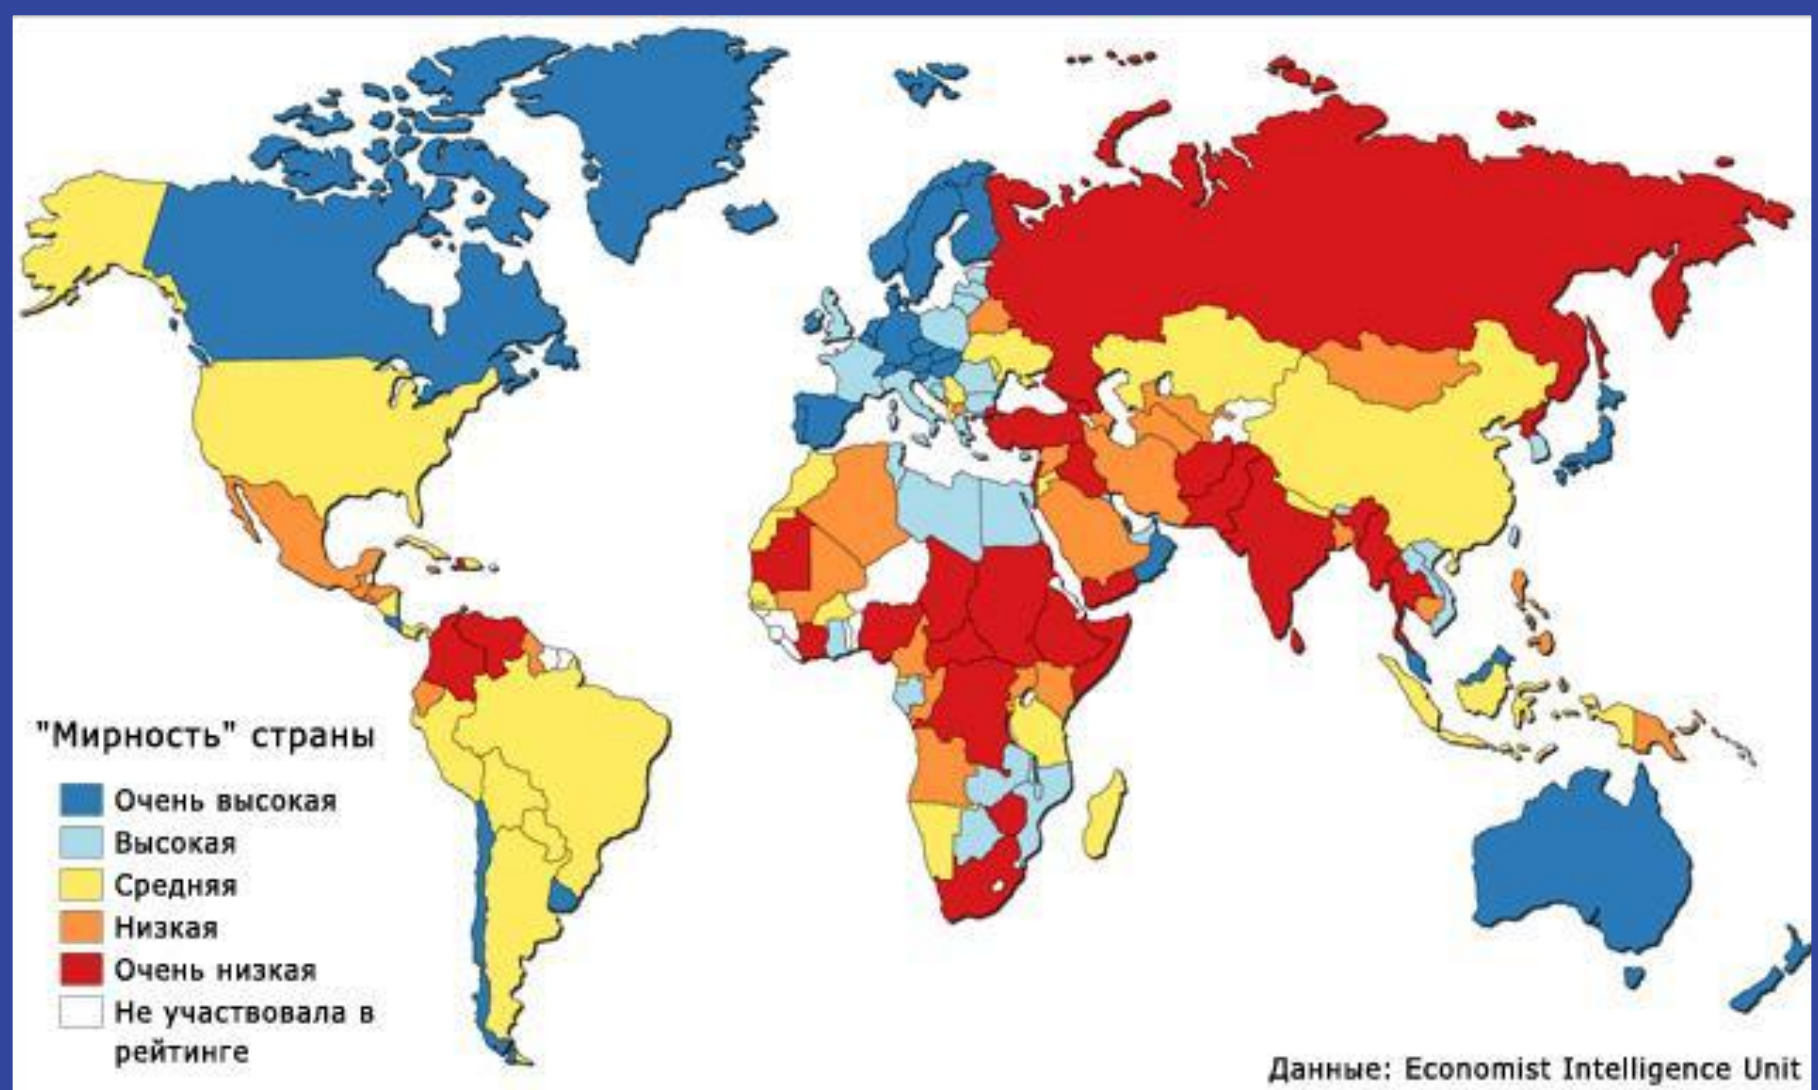 "Мирность" страны
Очень высокая
Высокая
Средняя
Низкая
Очень низкая
Не участвовала в
рейтинге
Данные: Economist Intelligence Unit